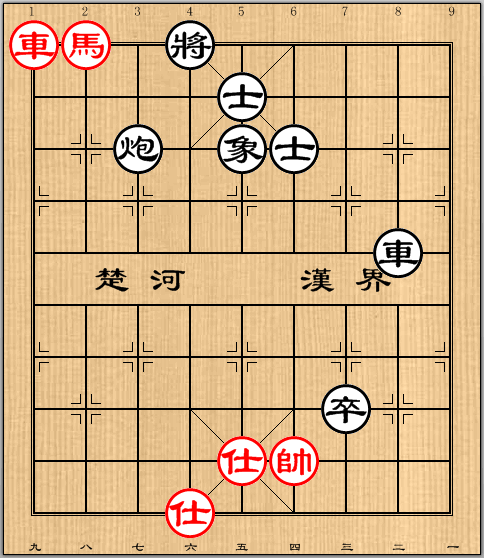 1 2 3 4 5 6 7 8 9
車 馬 將
士
炮 象 士
車
楚河 漢界
卒
仕 帥
仕
九 八 七 六 五 四 三 二 一